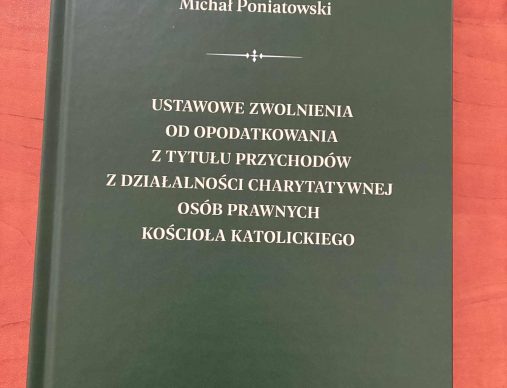 Michał Poniatowski
USTAWOWE ZWOLNIENIA
OD OPODATKOWANIA
Z TYTUŁU PRZYCHODÓW
Z DZIAŁALNOŚCI CHARYTATYWNEJ
OSÓB PRAWNYCH
KOŚCIOŁA KATOLICKIEGO